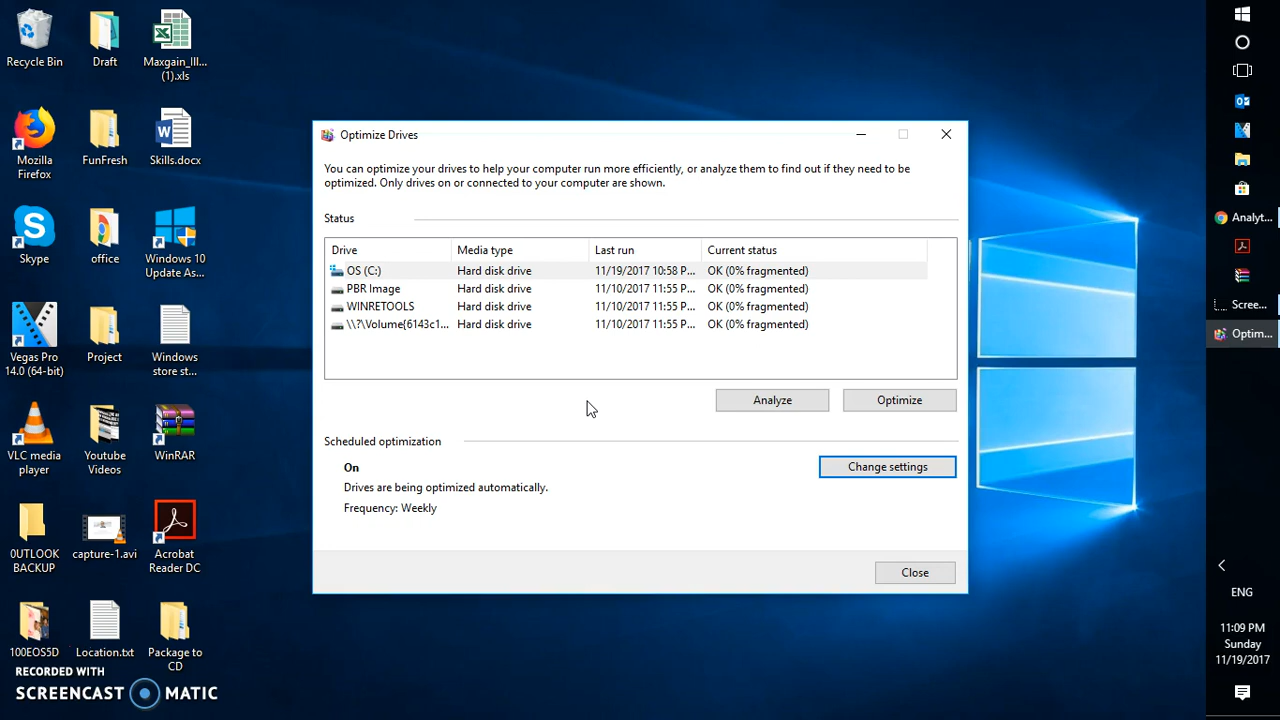 Recycle Bin
Draft
Maxgain_III...
(1).xls
Mozilla
Firefox
FunFresh
Skills.docx
Skype
office
Windows 10
Update As...
Vegas Pro
14.0 (64-bit)
Project
Windows
store st...
VLC media
player
Youtube
Videos
WinRAR
0UTLOOK
BACKUP
capture-1.avi
Acrobat
Reader DC
100EOS5D
Location.txt
Package to
CD
RECORDED WITH
SCREENCAST MATIC
Optimize Drives
You can optimize your drives to help your computer run more efficiently, or analyze them to find out if they need to be
optimized. Only drives on or connected to your computer are shown.
Status
Drive Media type Last run Current status
OS (C:) Hard disk drive 11/19/2017 10:58 P... OK (0% fragmented)
PBR Image Hard disk drive 11/10/2017 11:55 P... OK (0% fragmented)
WINRETOOLS Hard disk drive 11/10/2017 11:55 P... OK (0% fragmented)
\\?\Volume{6143c1... Hard disk drive 11/10/2017 11:55 P... OK (0% fragmented)
Analyze Optimize
Scheduled optimization
On
Change settings
Drives are being optimized automatically.
Frequency: Weekly
Close
Analyt...
Scree...
Optim...
ENG
11:09 PM
Sunday
11/19/2017